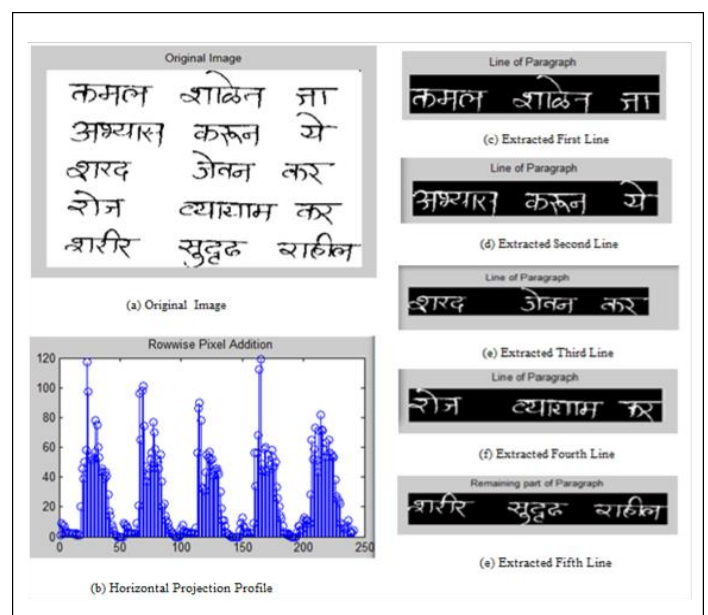 Original Image
कमल शाळेत जा
अभ्यास करून ये
शरद जेवन कर
रोज व्यायाम कर
शरीर सुदृढ राहील
(a) Original Image
Rowwise Pixel Addition
120
100
80
60
40
20
0
0 50 100 150 200 250
(b) Horizontal Projection Profile
Line of Paragraph
कमल शाळेत जा
(c) Extracted First Line
Line of Paragraph
अभ्यास करून ये
(d) Extracted Second Line
Line of Paragraph
शरद जेवन कर
(e) Extracted Third Line
Line of Paragraph
रोज व्यायाम कर
(f) Extracted Fourth Line
Remaining part of Paragraph
शरीर सुदृढ राहील
(e) Extracted Fifth Line